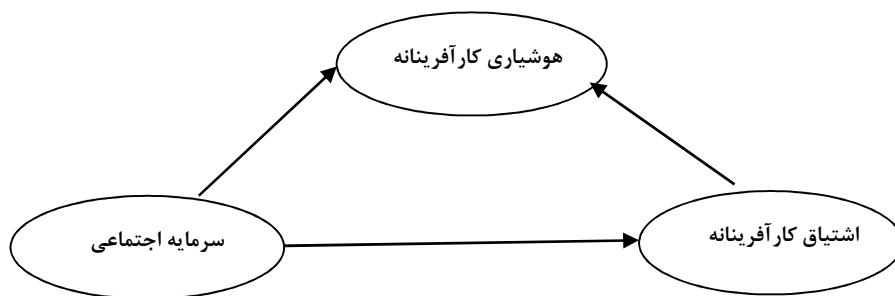 هوشیاری کارآفرینانه
اشتیاق کارآفرینانه
سرمایه اجتماعی